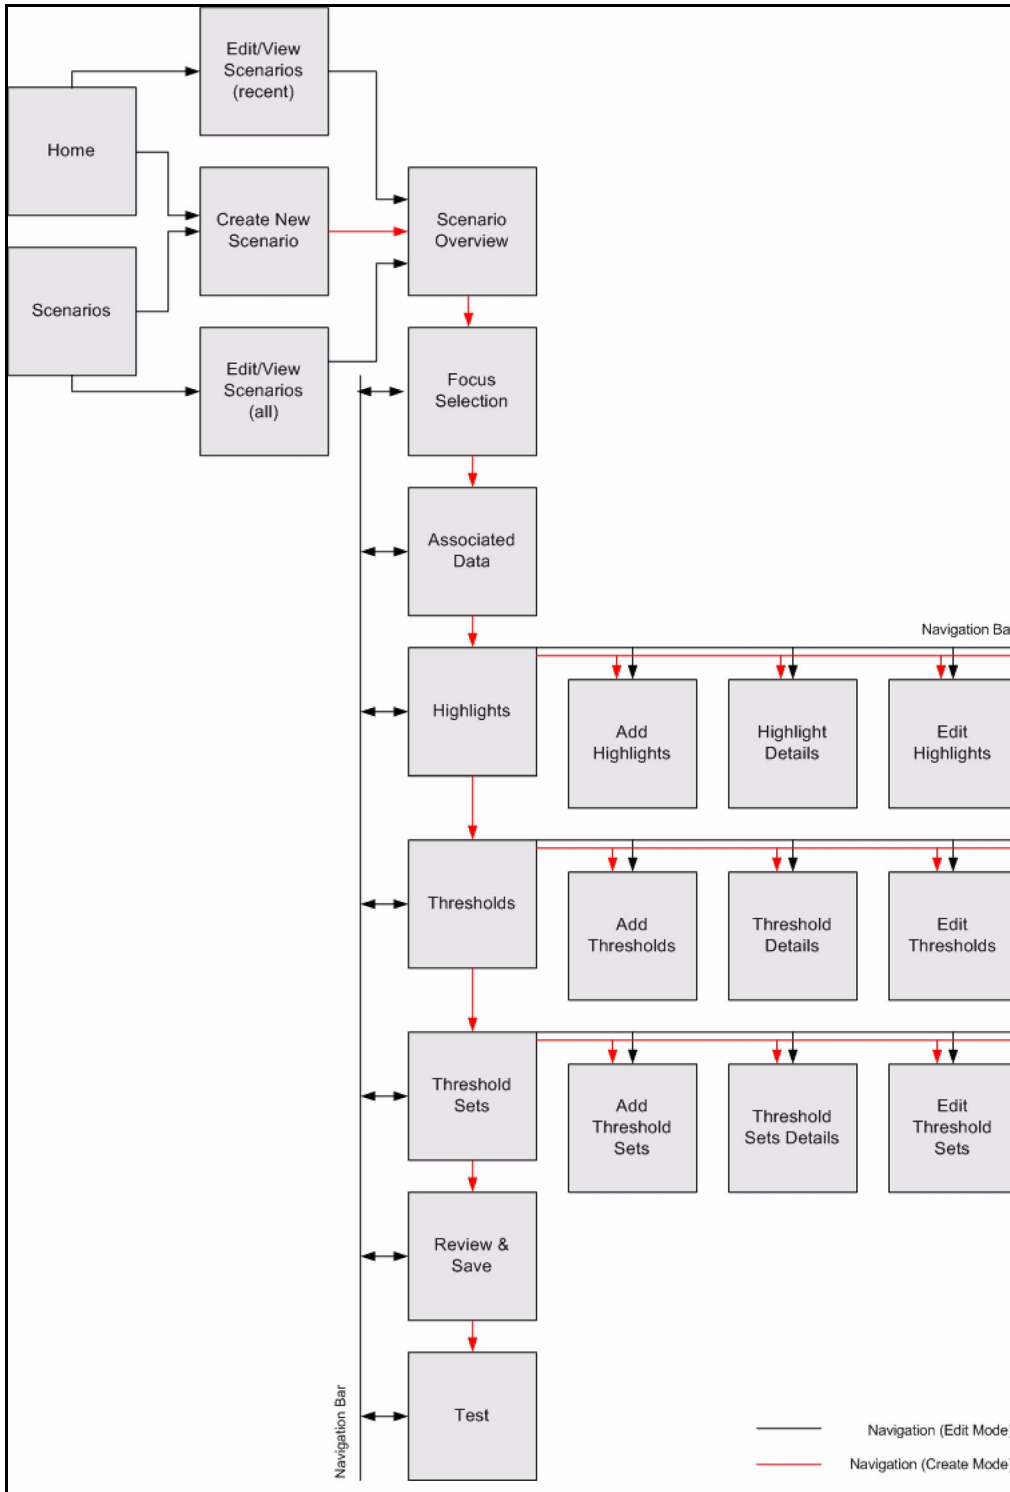 Edit/View
Scenarios
(recent)
Home
Create New
Scenario
Scenario
Overview
Scenarios
Edit/View
Scenarios
(all)
Focus
Selection
Associated
Data
Navigation Ba
Highlights
Add
Highlights
Highlight
Details
Edit
Highlights
Thresholds
Add
Thresholds
Threshold
Details
Edit
Thresholds
Threshold
Sets
Add
Threshold
Sets
Threshold
Sets Details
Edit
Threshold
Sets
Review &
Save
Navigation Bar
Test
Navigation (Edit Mode)
Navigation (Create Mode)